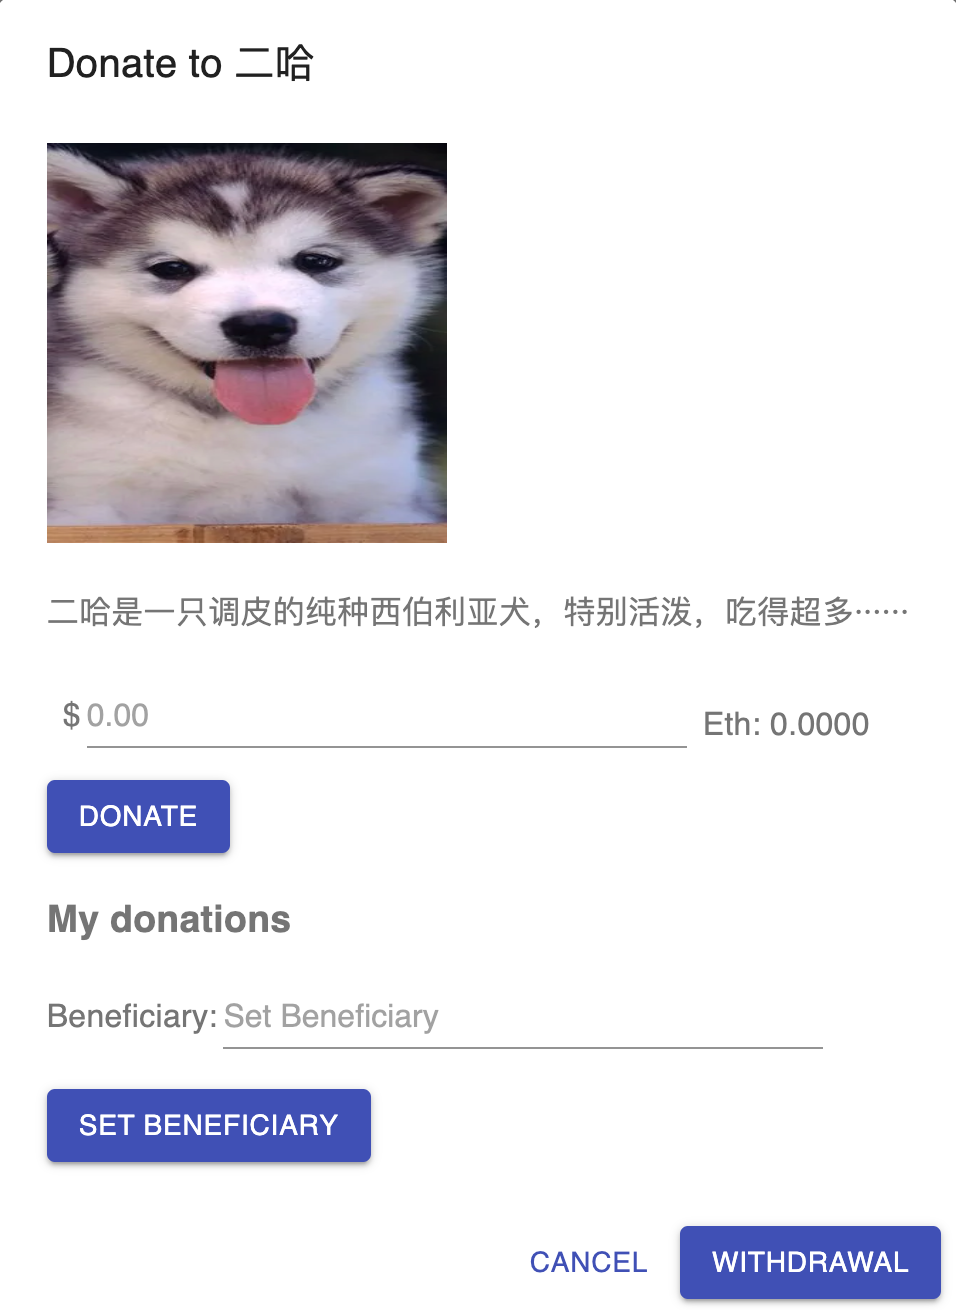 Donate to 二哈
二哈是一只调皮的纯种西伯利亚犬，特别活泼，吃得超多······
$ 0.00 Eth: 0.0000
DONATE
My donations
Beneficiary: Set Beneficiary
SET BENEFICIARY
CANCEL WITHDRAWAL